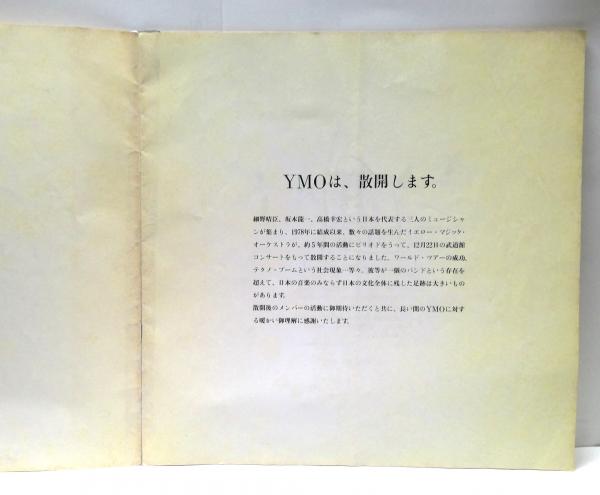 YMOは、散開します。
細野晴臣、坂本龍一、高橋幸宏という日本を代表する三人のミュージシャ
ンが集まり、1978年に結成以来、数々の話題を生んだイエロー・マジック・
オーケストラが、約5年間の活動にピリオドをうって、12月22日の武道館
コンサートをもって散開することになりました。ワールド・ツアーの成功、
テクノ・ブームという社会現象…等々、彼等が一個のバンドという存在を
超えて、日本の音楽のみならず日本の文化全体に残した足跡は大きいもの
があります。
散開後のメンバーの活動に御期待いただくと共に、長い間のYMOに対す
る暖かい御理解に感謝いたします。